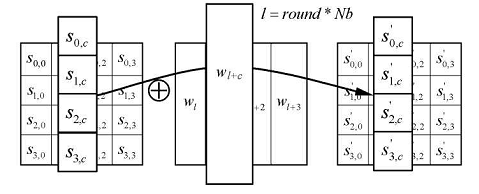 l = round * Nb
s0,c s'0,c
s0,0 ,2 s0,3 s'0,0 ,2 s'0,3
s1,c wl+c s'1,c
s1,0 s1,3 wl +2 wl+3 s'1,0 s'1,3
s2,c s'2,c
s2,0 ,2 s2,3 s'2,0 ,2 s'2,3
s3,c s'3,c
s3,0 ,2 s3,3 s'3,0 ,2 s'3,3